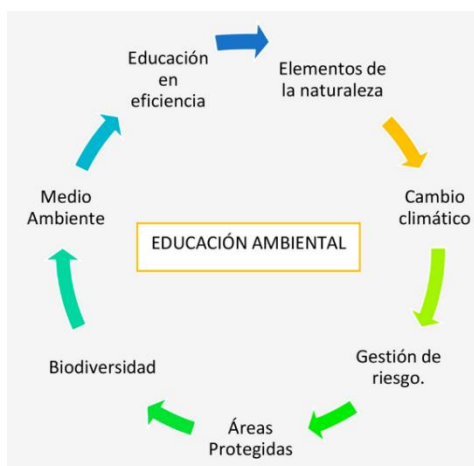 Educación
en
eficiencia
Elementos de
la naturaleza
Cambio
climático
Gestión de
riesgo.
Áreas
Protegidas
Biodiversidad
Medio
Ambiente
EDUCACIÓN AMBIENTAL